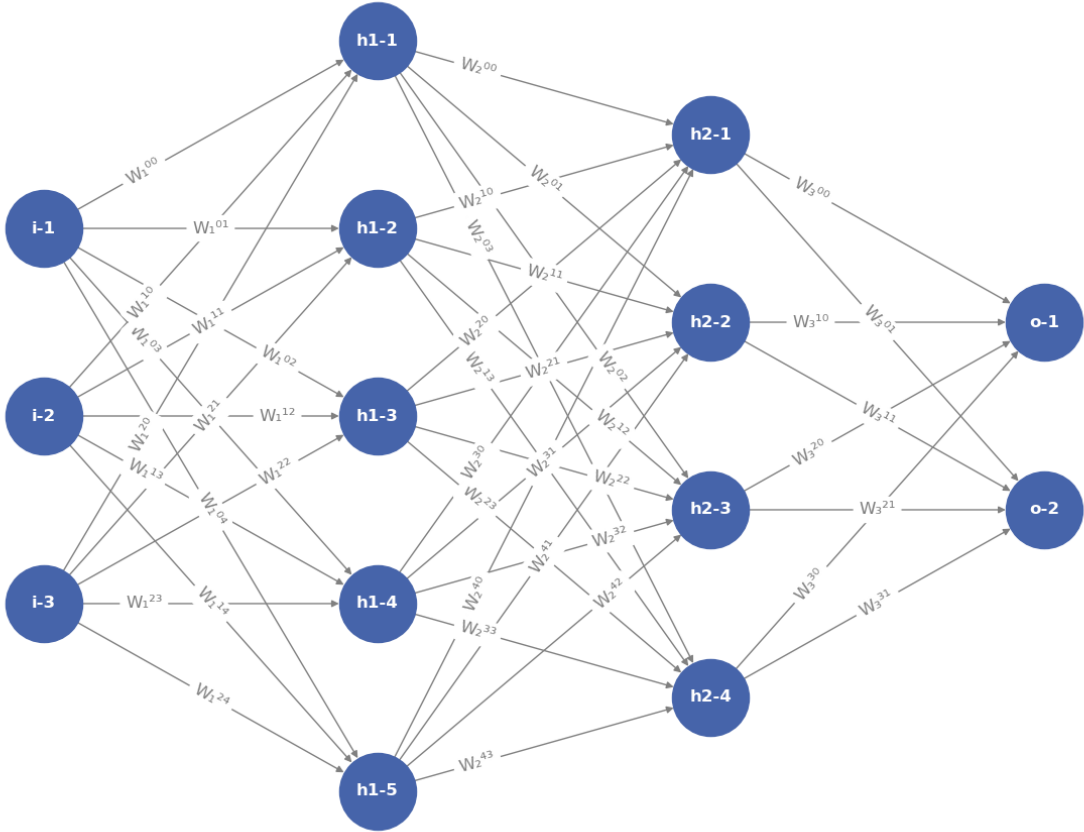 h1-1
W₂⁰⁰
h2-1
W₁⁰⁰
W₂⁰¹
W₃⁰⁰
i-1
W₁⁰¹
h1-2
W₂¹⁰
W₂⁰³
W₂¹¹
W₁¹⁰
W₁¹¹
W₁⁰³
W₁⁰²
W₂²⁰
W₂¹³
W₂²¹
W₂⁰²
h2-2
W₃¹⁰
W₃⁰¹
o-1
i-2
W₁²⁰
W₁²¹
W₁¹²
h1-3
W₂¹²
W₃¹¹
W₁¹³
W₁²²
W₂³⁰
W₂³¹
W₂²²
W₃²⁰
W₁⁰⁴
W₂²³
W₂³²
h2-3
W₃²¹
o-2
i-3
W₁²³
W₁¹⁴
h1-4
W₂⁴⁰
W₂⁴¹
W₂⁴²
W₃³⁰
W₃³¹
W₂³³
W₁²⁴
h2-4
h1-5
W₂⁴³